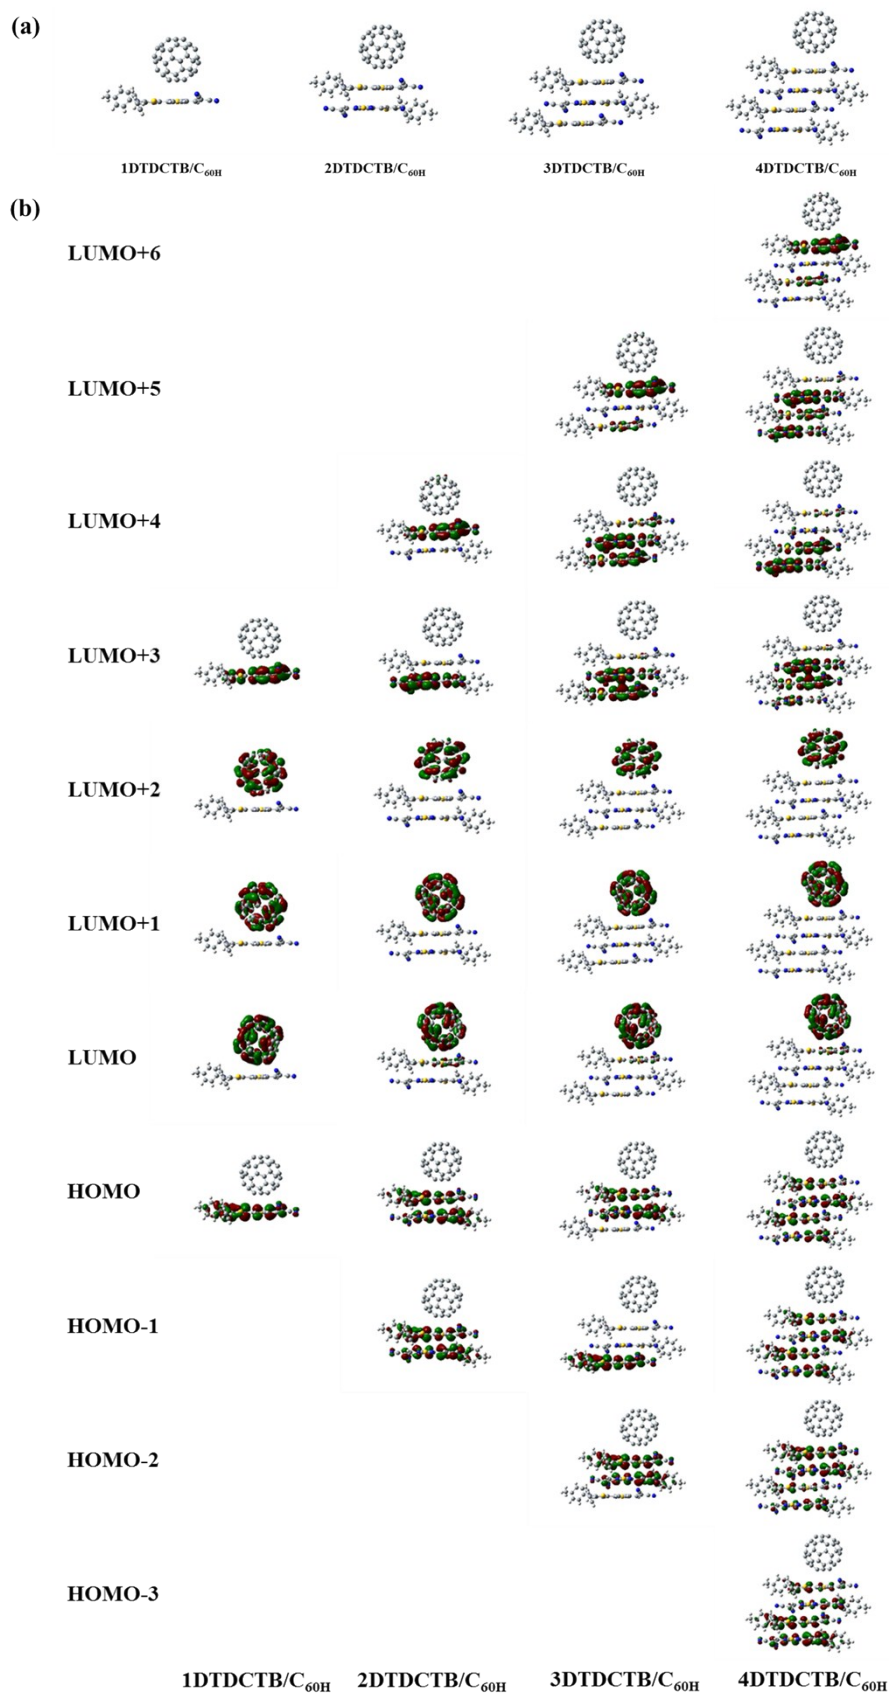 (a)
1DTDCTB/C60H 2DTDCTB/C60H 3DTDCTB/C60H 4DTDCTB/C60H
(b)
LUMO+6
LUMO+5
LUMO+4
LUMO+3
LUMO+2
LUMO+1
LUMO
HOMO
HOMO-1
HOMO-2
HOMO-3
1DTDCTB/C60H 2DTDCTB/C60H 3DTDCTB/C60H 4DTDCTB/C60H